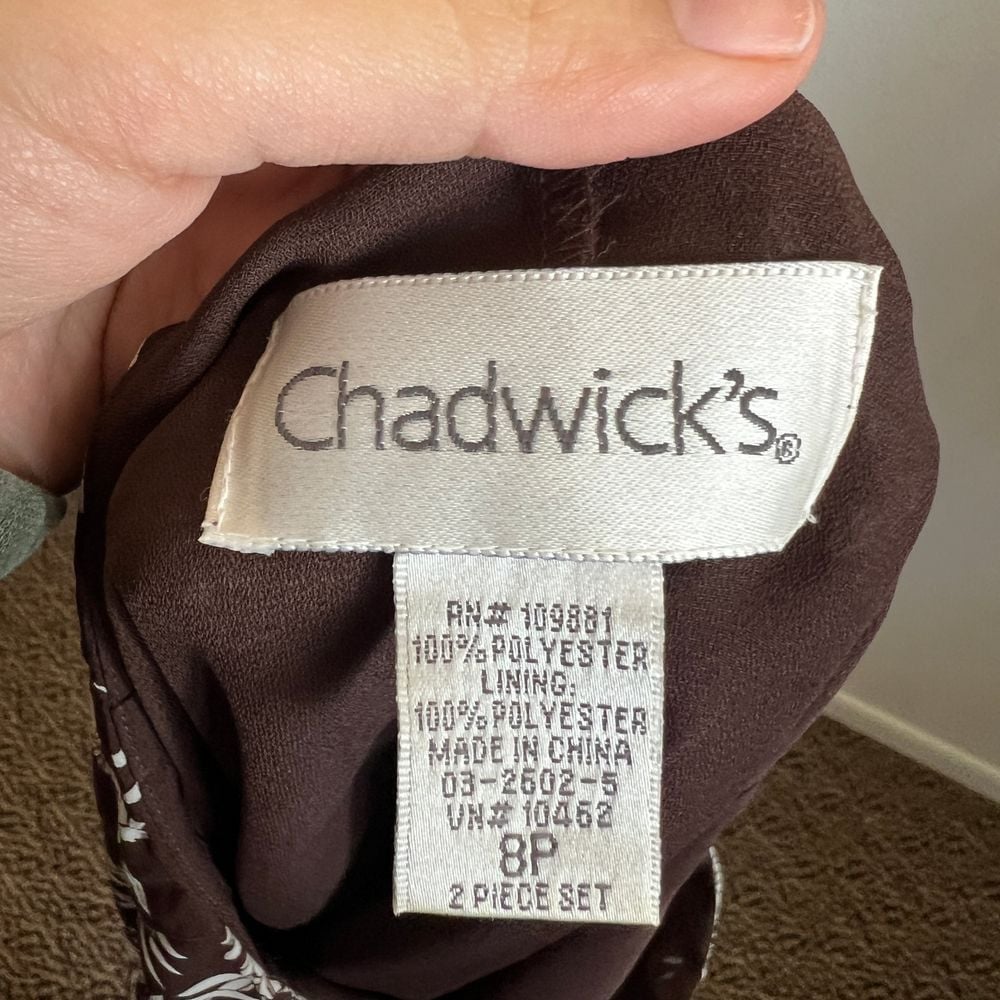 Chadwick's®
RN# 109881
100% POLYESTER
LINING:
100% POLYESTER
MADE IN CHINA
03-2602-5
VN# 10462
8P
2 PIECE SET